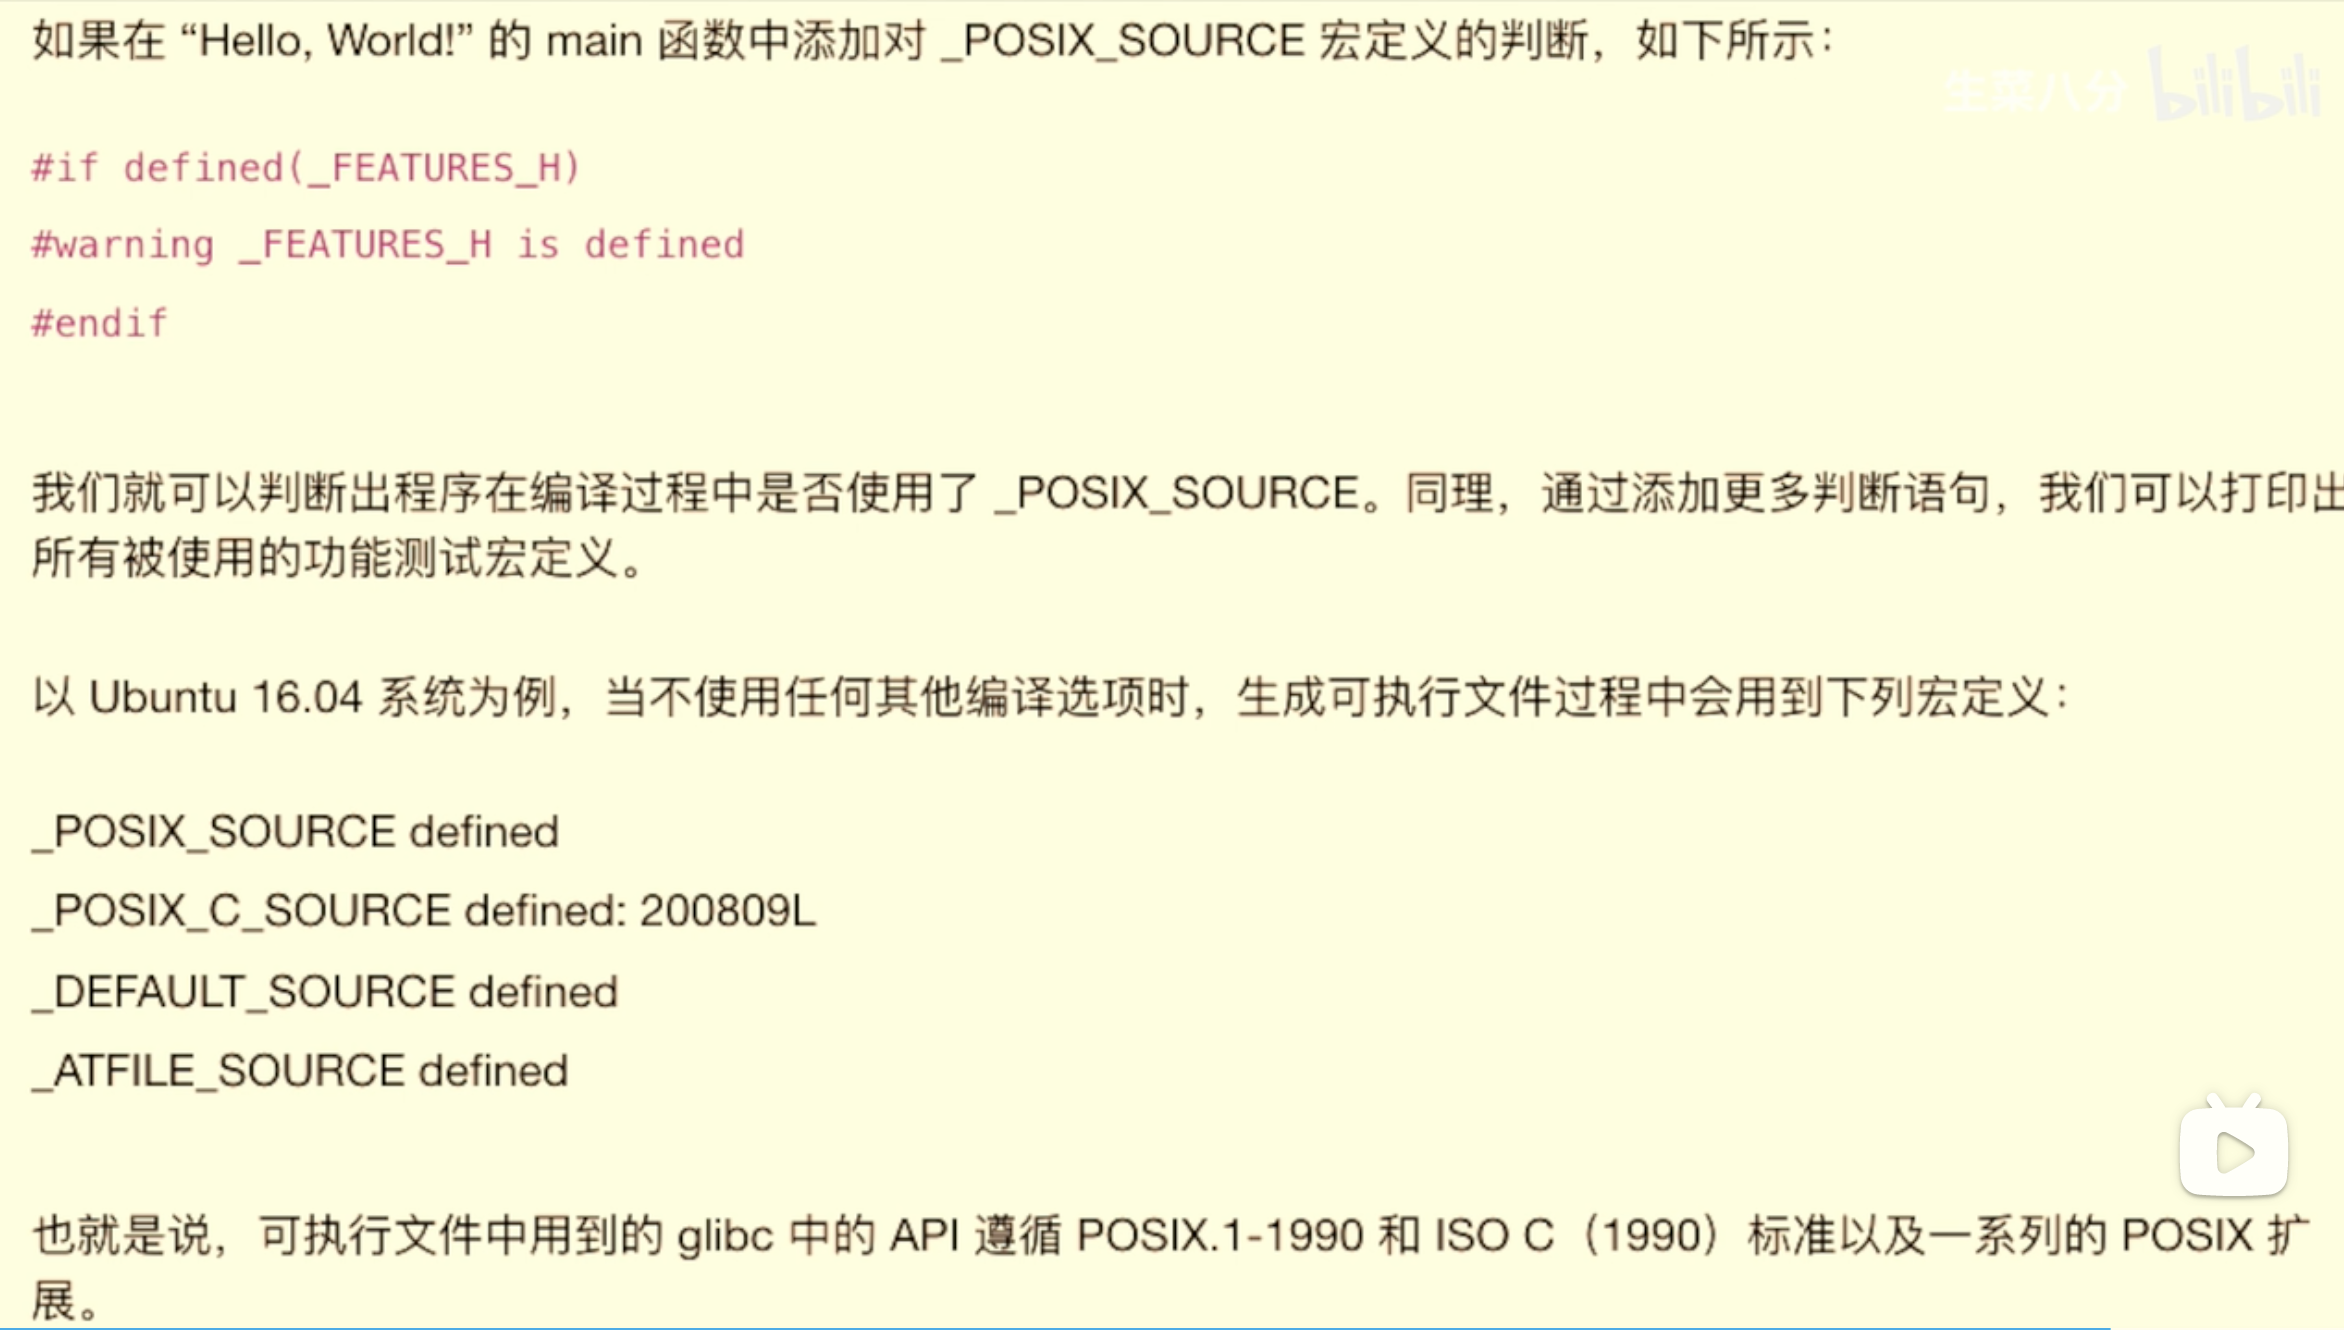 如果在 “Hello, World!” 的 main 函数中添加对 _POSIX_SOURCE 宏定义的判断，如下所示：
生菜八分 bilibili
#if defined(_FEATURES_H)
#warning _FEATURES_H is defined
#endif
我们就可以判断出程序在编译过程中是否使用了 _POSIX_SOURCE。同理，通过添加更多判断语句，我们可以打印出
所有被使用的功能测试宏定义。
以 Ubuntu 16.04 系统为例，当不使用任何其他编译选项时，生成可执行文件过程中会用到下列宏定义：
_POSIX_SOURCE defined
_POSIX_C_SOURCE defined: 200809L
_DEFAULT_SOURCE defined
_ATFILE_SOURCE defined
也就是说，可执行文件中用到的 glibc 中的 API 遵循 POSIX.1-1990 和 ISO C（1990）标准以及一系列的 POSIX 扩
展。